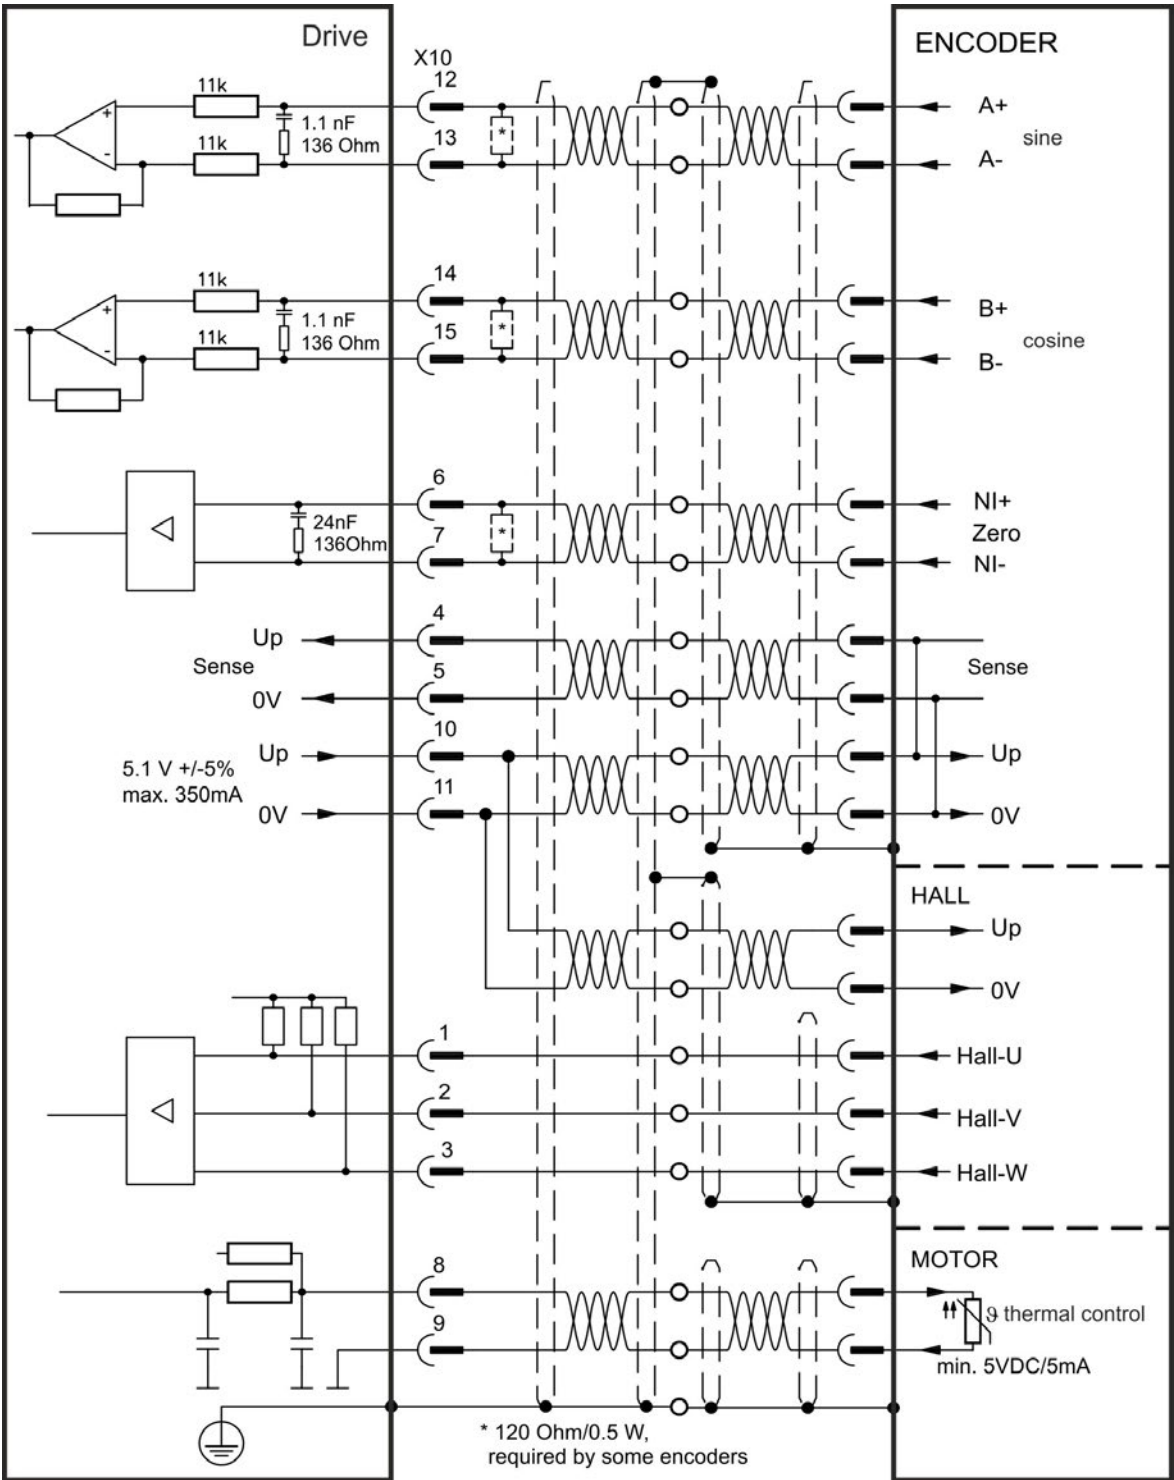 Drive
X10
ENCODER
11k
12
A+
1.1 nF
136 Ohm
*
sine
11k
13
A-
11k
14
B+
1.1 nF
136 Ohm
*
cosine
11k
15
B-
6
NI+
24nF
136Ohm
*
Zero
7
NI-
Up
4
Sense
Sense
0V
5
Up
10
Up
5.1 V +/-5%
max. 350mA
0V
11
0V
HALL
Up
0V
1
Hall-U
2
Hall-V
3
Hall-W
MOTOR
8
ϑ thermal control
9
min. 5VDC/5mA
* 120 Ohm/0.5 W,
required by some encoders